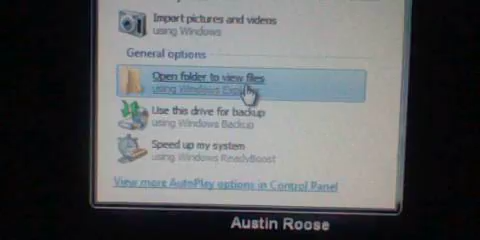 Import pictures and videos
using Windows
General options
Open folder to view files
using Windows Explorer
Use this drive for backup
using Windows Backup
Speed up my system
using Windows ReadyBoost
View more AutoPlay options in Control Panel
Austin Roose